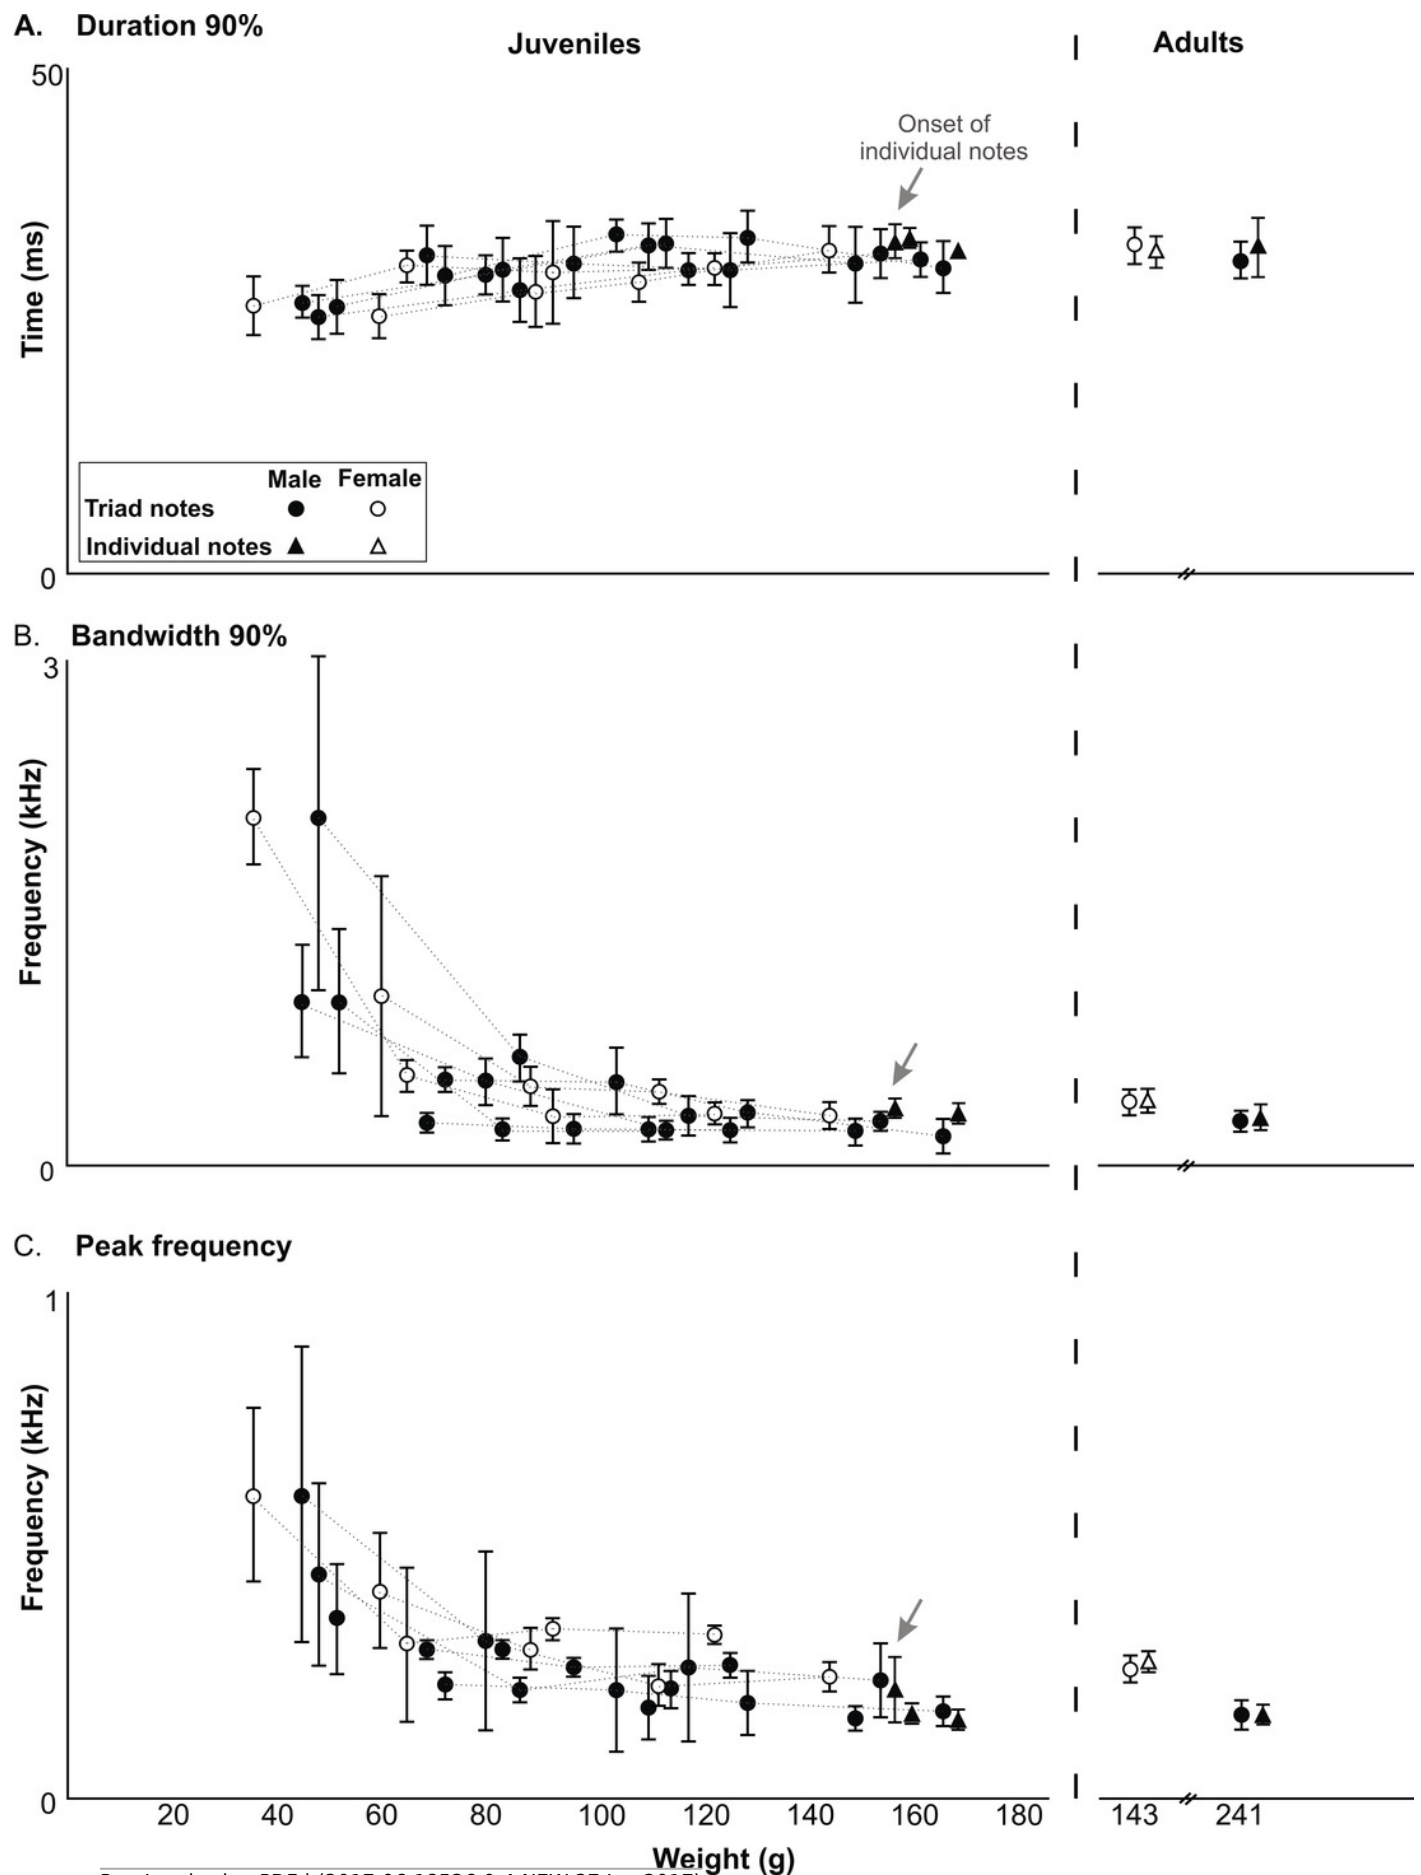 A. Duration 90%
Juveniles
Adults
50
Onset of
individual notes
Time (ms)
Male Female
Triad notes
Individual notes
0
B. Bandwidth 90%
3
Frequency (kHz)
0
C. Peak frequency
1
Frequency (kHz)
0
20 40 60 80 100 120 140 160 180 143 241
Weight (g)